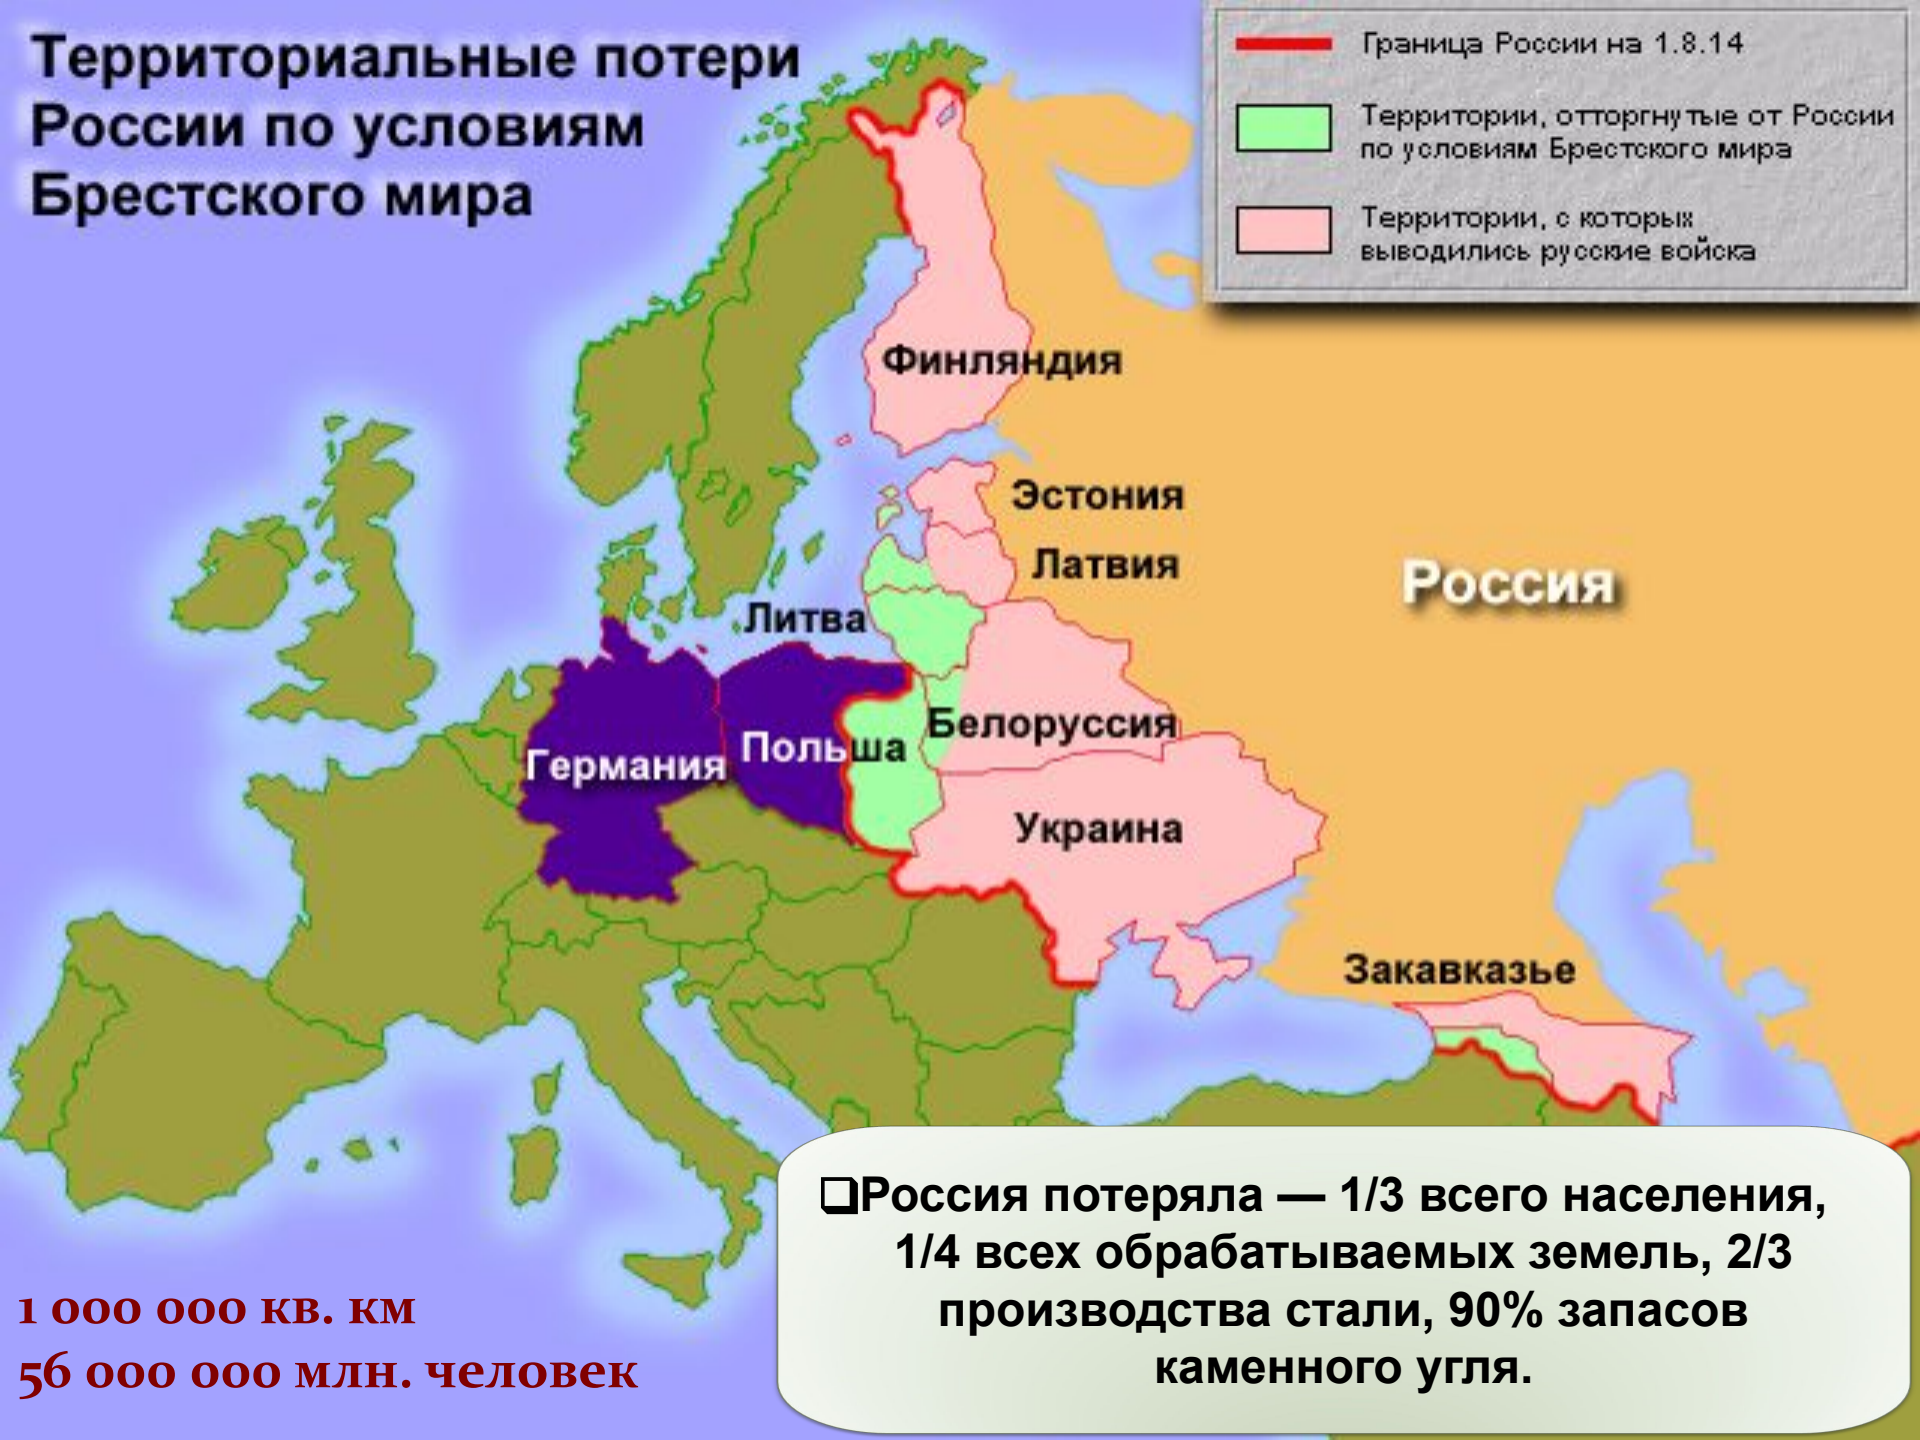 Территориальные потери
России по условиям
Брестского мира
Граница России на 1.8.14
Территории, отторгнутые от России
по условиям Брестского мира
Территории, с которых
выводились русские войска
Финляндия
Эстония
Латвия
Россия
Литва
Белоруссия
Польша
Германия
Украина
Закавказье
❑Россия потеряла — 1/3 всего населения,
1/4 всех обрабатываемых земель, 2/3
производства стали, 90% запасов
каменного угля.
1 000 000 кв. км
56 000 000 млн. человек